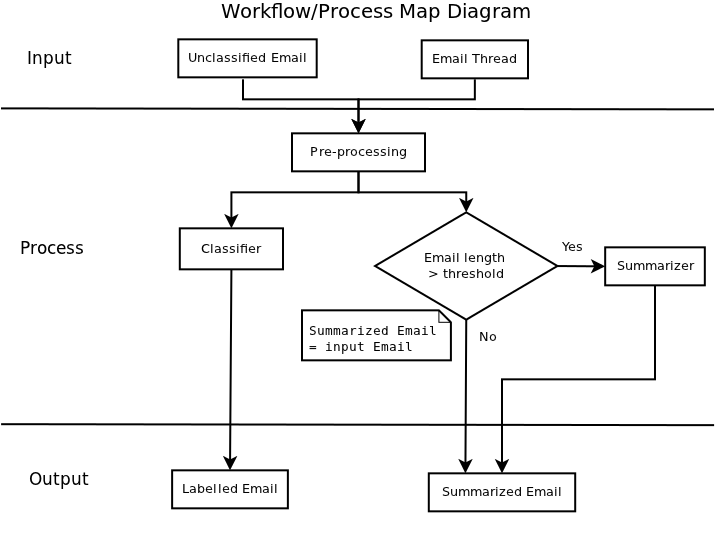 Workflow/Process Map Diagram
Input
Unclassified Email
Email Thread
Pre-processing
Process
Classifier
Email length
> threshold
Yes
Summarizer
Summarized Email
= input Email
No
Output
Labelled Email
Summarized Email